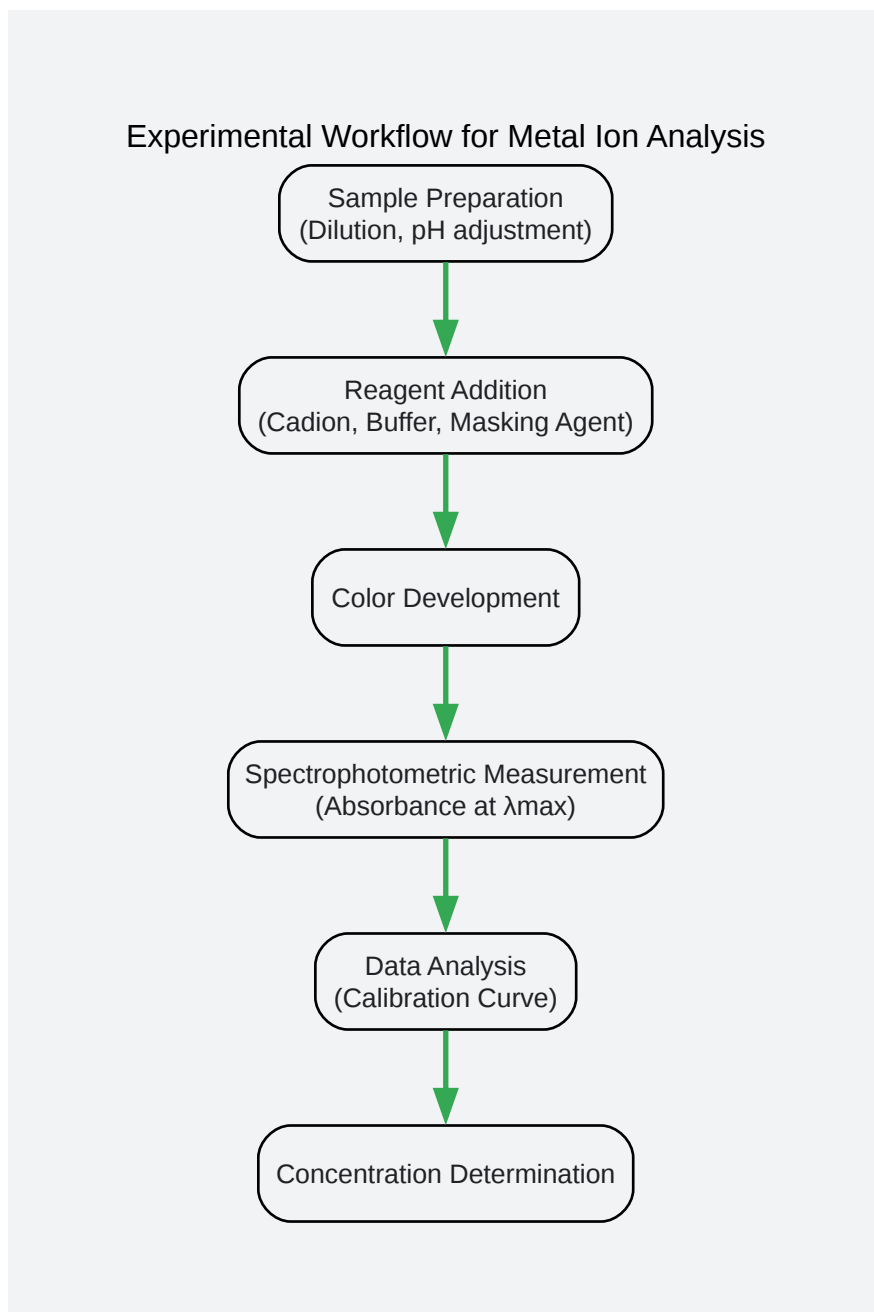 Experimental Workflow for Metal Ion Analysis
Sample Preparation
(Dilution, pH adjustment)
Reagent Addition
(Cadion, Buffer, Masking Agent)
Color Development
Spectrophotometric Measurement
(Absorbance at λmax)
Data Analysis
(Calibration Curve)
Concentration Determination